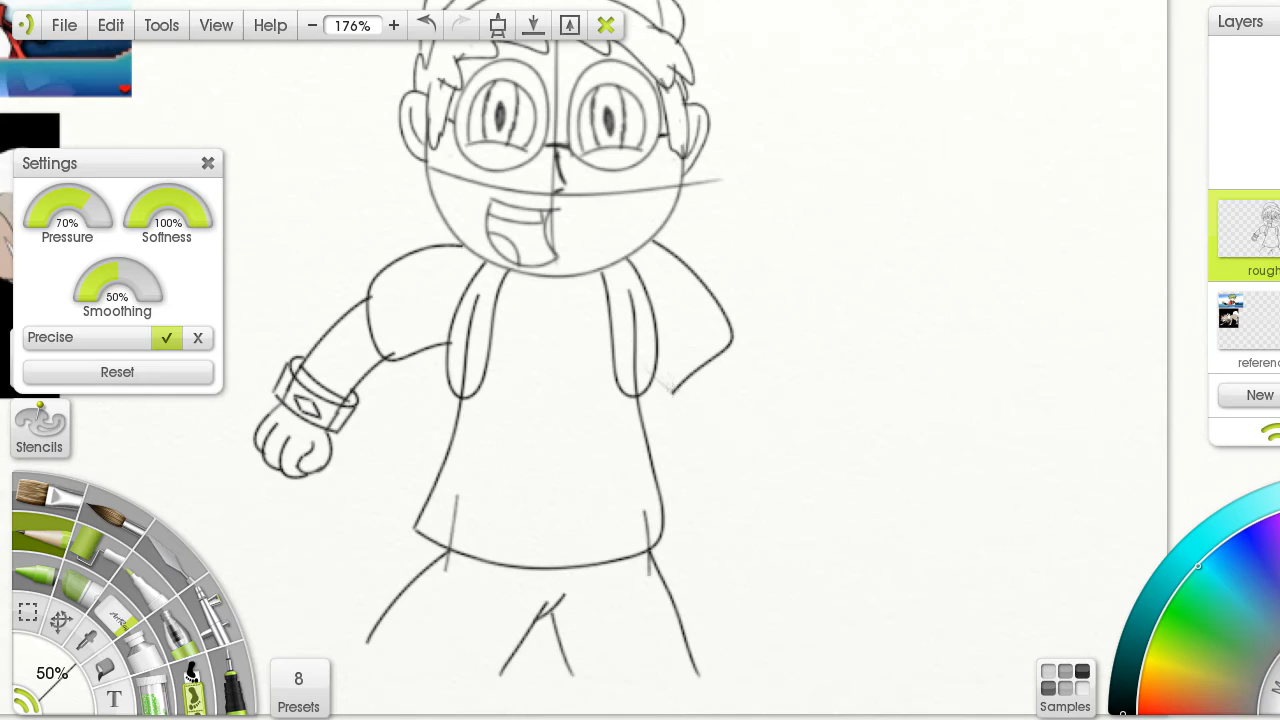 File Edit Tools View Help − 176% +
Layers
Settings
70% 100%
Pressure Softness
50%
Smoothing
Precise ✓ X
Reset
Stencils
rough
referenc
New
50%
T
8
Presets
Samples